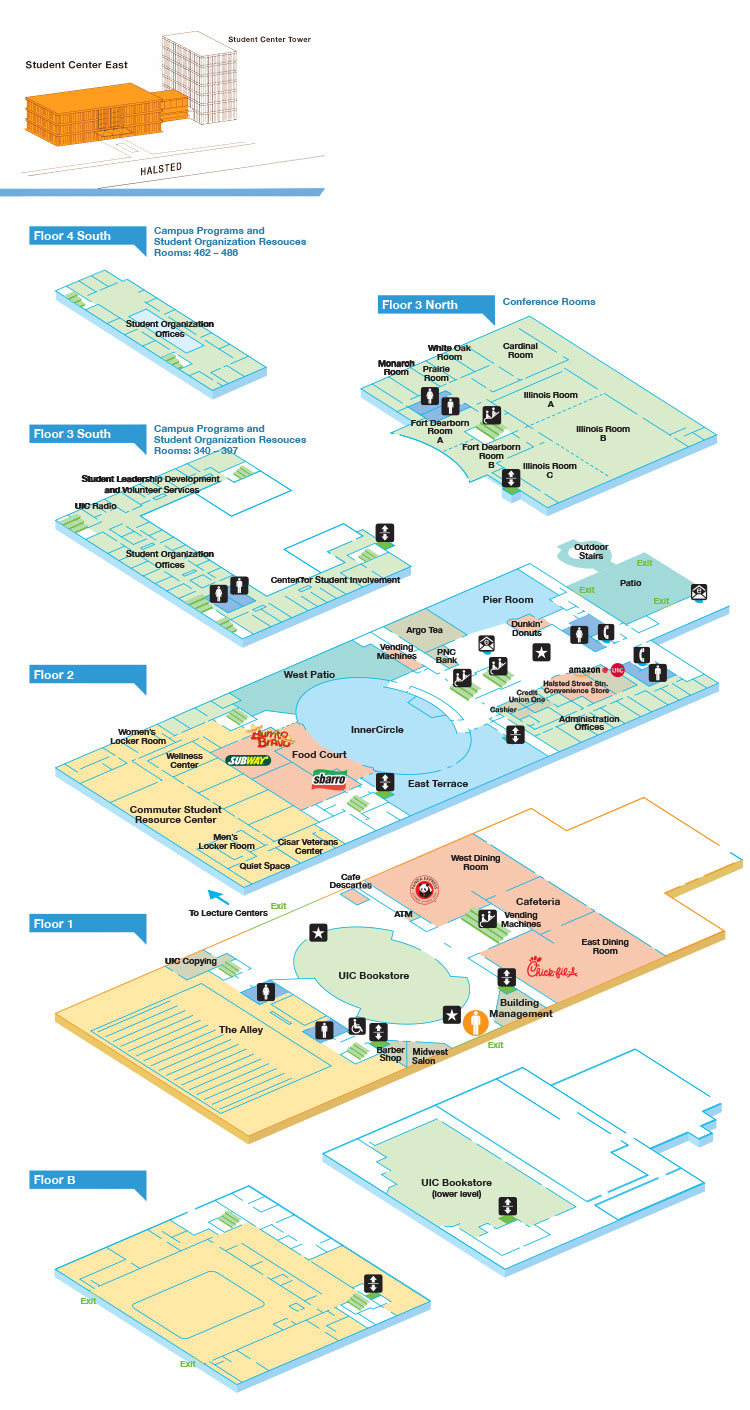 Student Center Tower
Student Center East
HALSTED
Floor 4 South
Campus Programs and
Student Organization Resouces
Rooms: 462 – 486
Student Organization
Offices
Floor 3 North
Conference Rooms
White Oak
Room
Cardinal
Room
Monarch
Room
Prairie
Room
Illinois Room
A
Fort Dearborn
Room
A
Illinois Room
B
Fort Dearborn
Room
B
Illinois Room
C
Floor 3 South
Campus Programs and
Student Organization Resouces
Rooms: 340 – 397
Student Leadership Development
and Volunteer Services
UIC Radio
Student Organization
Offices
Center for Student Involvement
Outdoor
Stairs
Exit
Patio
Exit
Exit
Floor 2
Pier Room
Argo Tea
Dunkin'
Donuts
Vending
Machines
PNC
Bank
amazon@
UIC
Halsted Street Stn.
Convenience Store
Credit
Union One
Cashier
Administration
Offices
West Patio
InnerCircle
East Terrace
Women's
Locker Room
Wellness
Center
Burrito
Bravo
Food Court
SUBWAY
sbarro
Commuter Student
Resource Center
Men's
Locker Room
Cisar Veterans
Center
Quiet Space
To Lecture Centers
Exit
Floor 1
Cafe
Descartes
PANDA EXPRESS
West Dining
Room
ATM
Cafeteria
Vending
Machines
East Dining
Room
Chick-fil-A
UIC Copying
UIC Bookstore
Building
Management
The Alley
Exit
Barber
Shop
Midwest
Salon
Floor B
UIC Bookstore
(lower level)
Exit
Exit